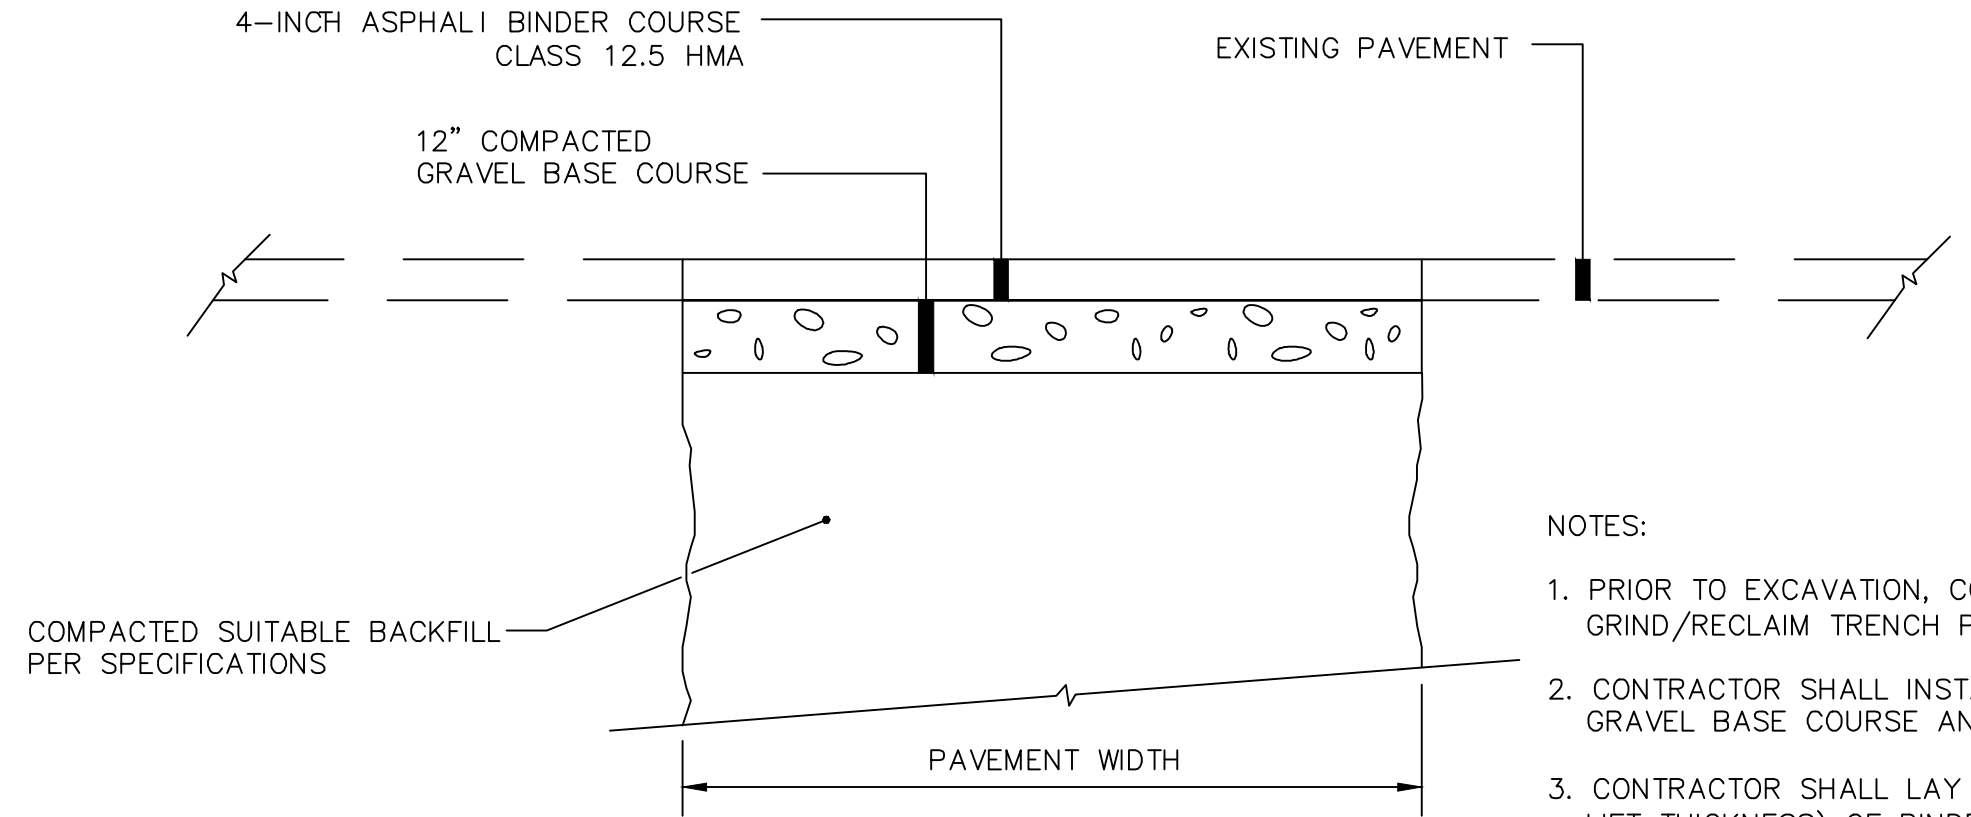 4-INCH ASPHALT BINDER COURSE
CLASS 12.5 HMA
EXISTING PAVEMENT
12" COMPACTED
GRAVEL BASE COURSE
COMPACTED SUITABLE BACKFILL
PER SPECIFICATIONS
PAVEMENT WIDTH
NOTES:
1. PRIOR TO EXCAVATION,
GRIND/RECLAIM TRENCH
2. CONTRACTOR SHALL
GRAVEL BASE COURSE
3. CONTRACTOR SHALL LAY